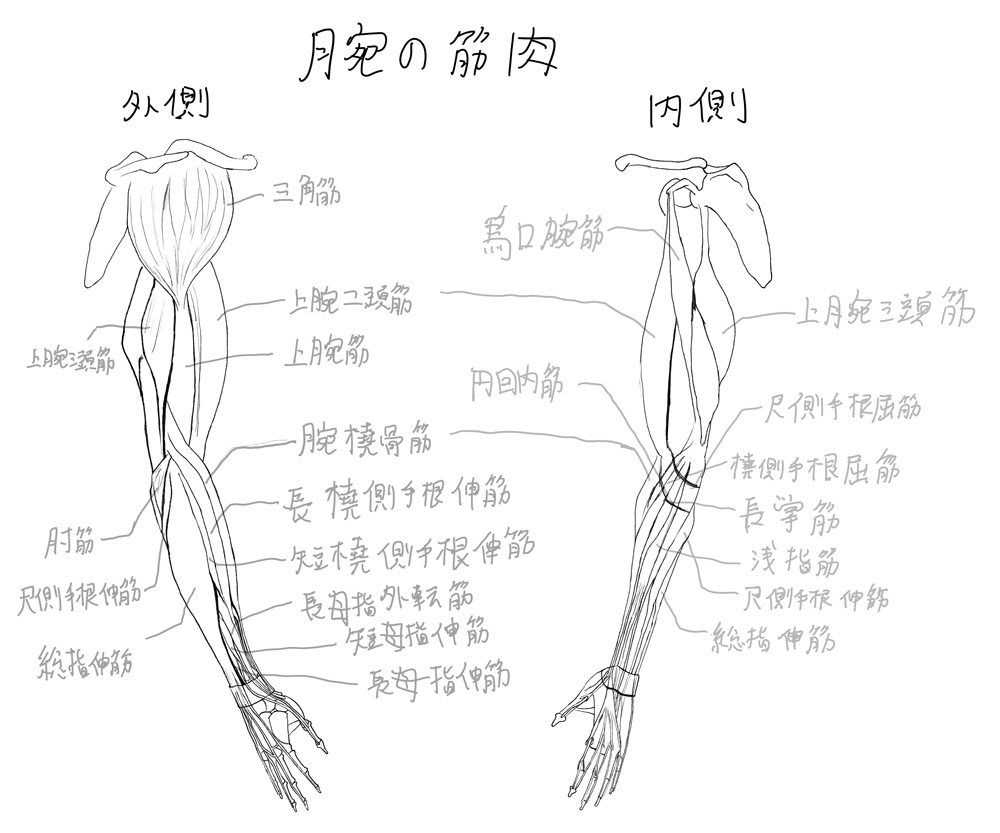 腕の筋肉
外側
三角筋
上腕二頭筋
上腕三頭筋
上腕筋
腕橈骨筋
長橈側手根伸筋
肘筋
短橈側手根伸筋
尺側手根伸筋
長母指外転筋
短母指伸筋
総指伸筋
長母指伸筋
内側
烏口腕筋
上腕三頭筋
円回内筋
尺側手根屈筋
橈側手根屈筋
長掌筋
浅指筋
尺側手根伸筋
総指伸筋